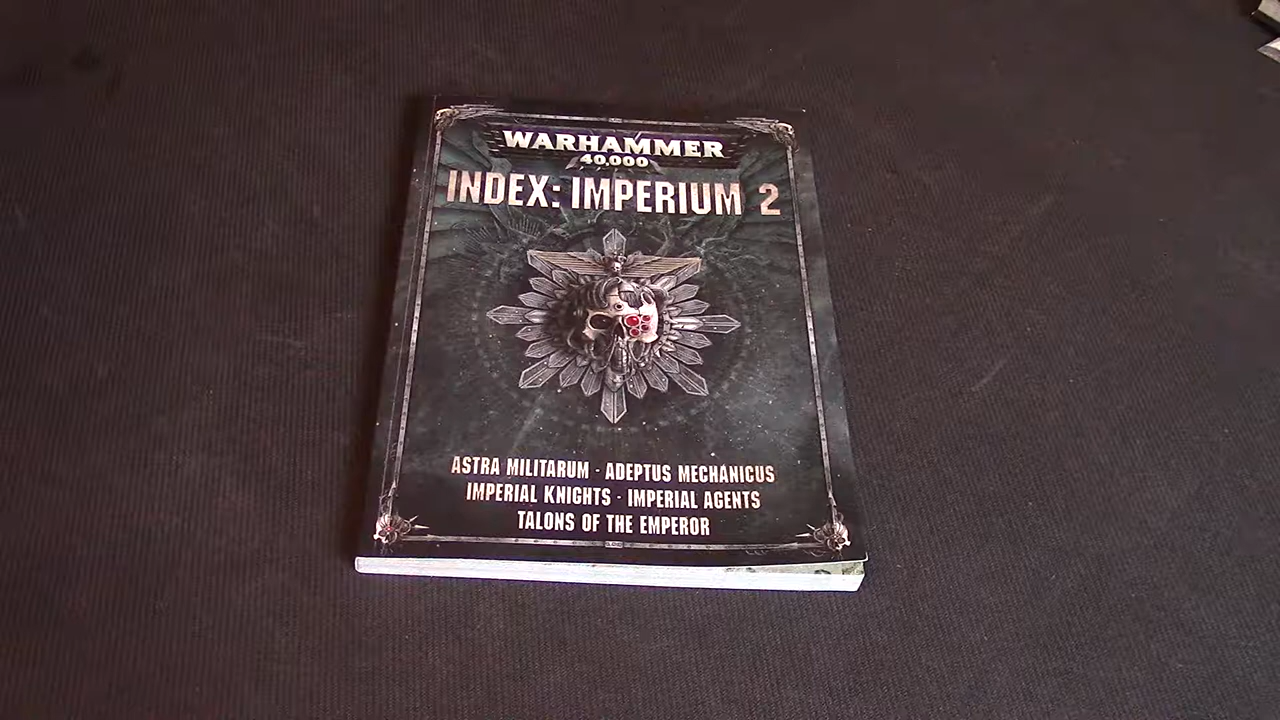 WARHAMMER
40,000
INDEX: IMPERIUM 2
ASTRA MILITARUM · ADEPTUS MECHANICUS
IMPERIAL KNIGHTS · IMPERIAL AGENTS
TALONS OF THE EMPEROR